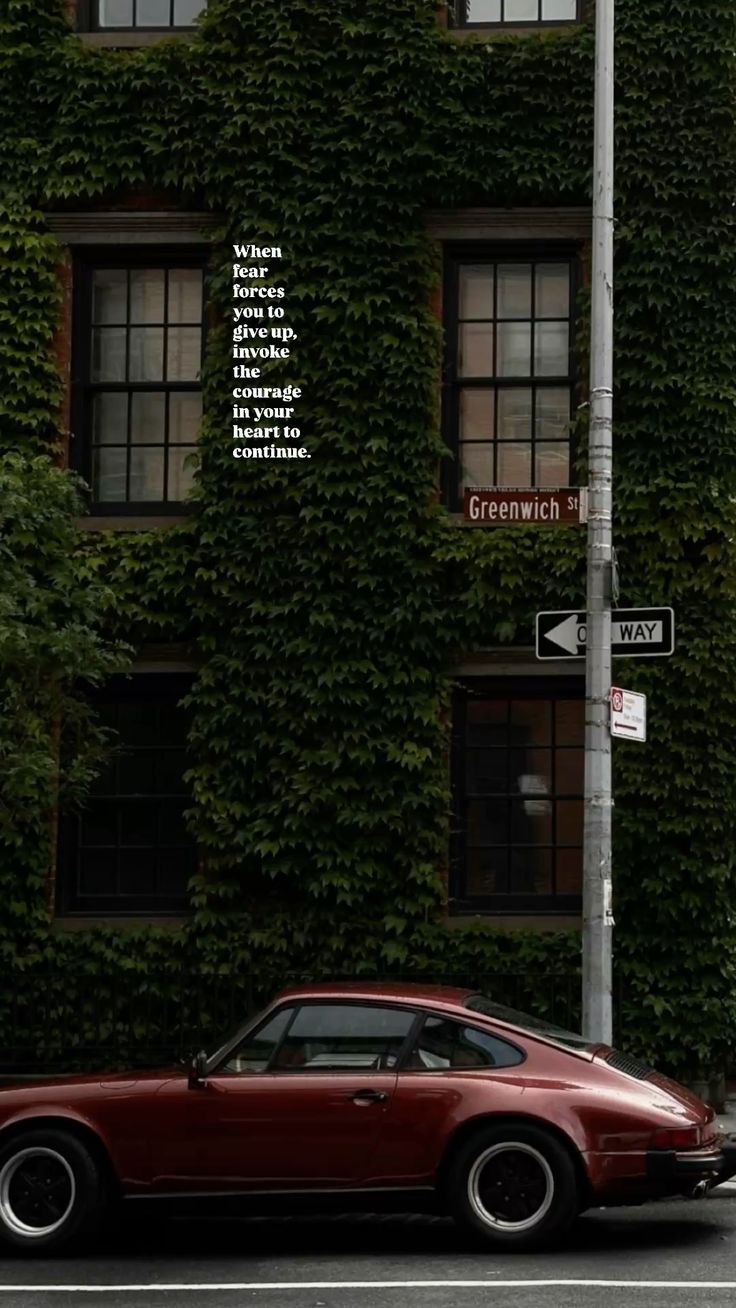 When
fear
forces
you to
give up,
invoke
the
courage
in your
heart to
continue.
Greenwich St
WAY